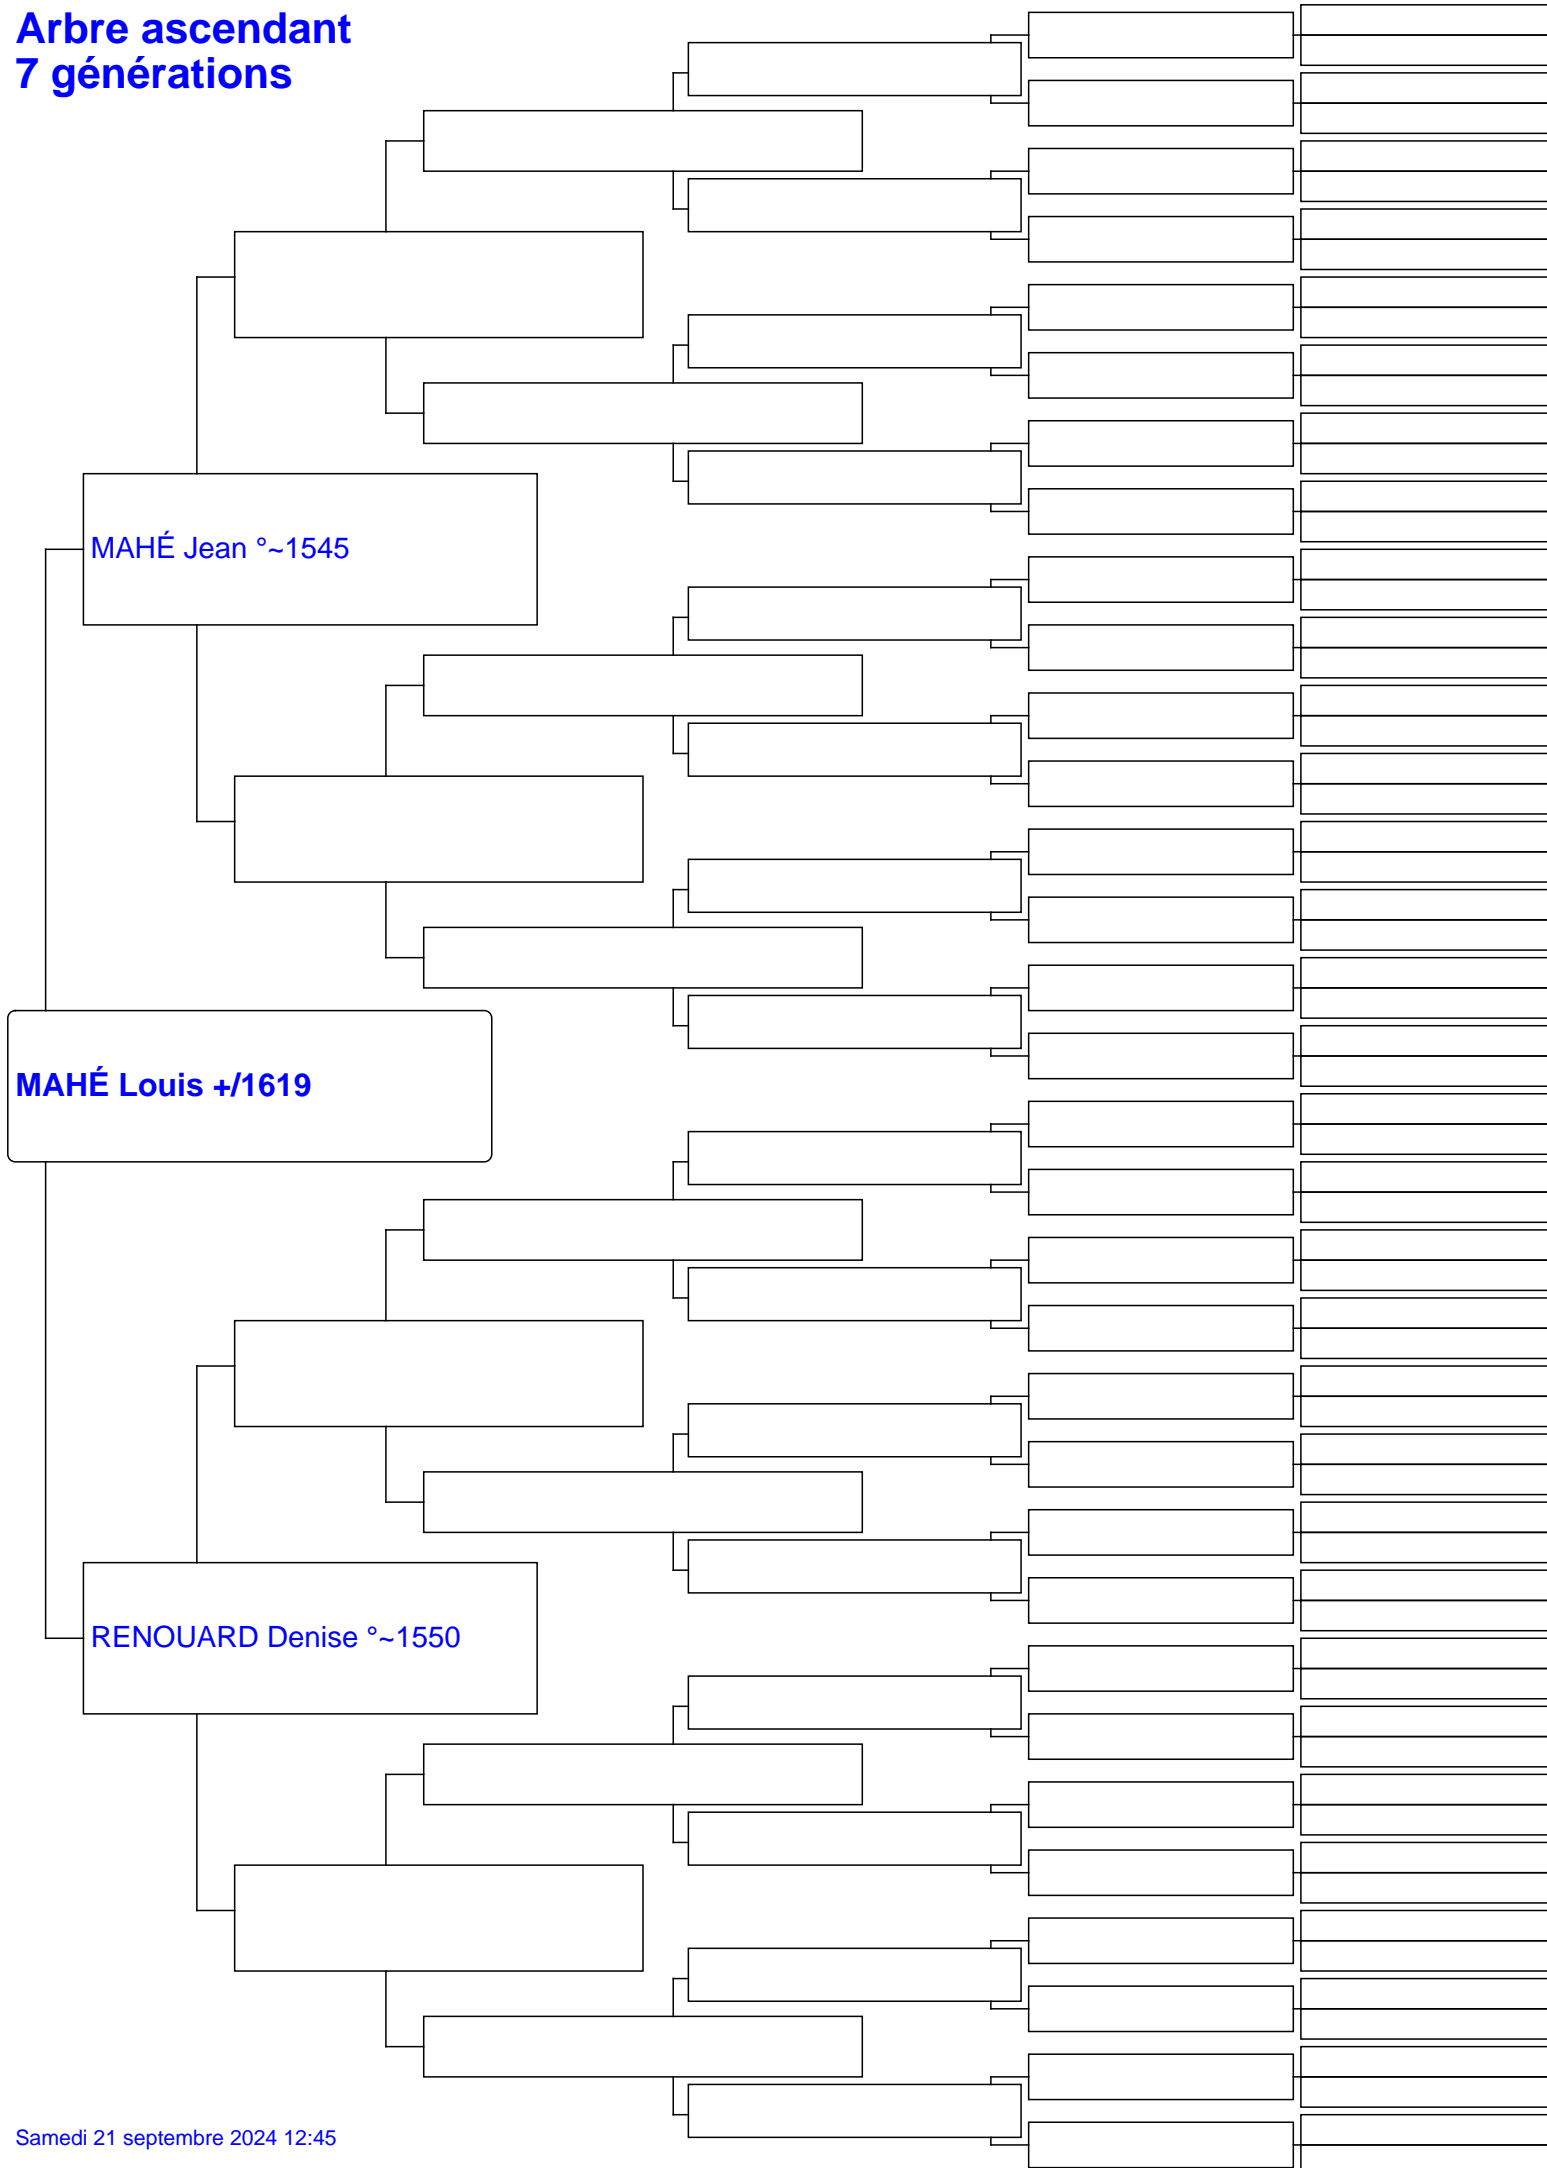 Arbre ascendant
7 générations
MAHÉ Jean °~1545
MAHÉ Louis +/1619
RENOUARD Denise °~1550
Samedi 21 septembre 2024 12:45